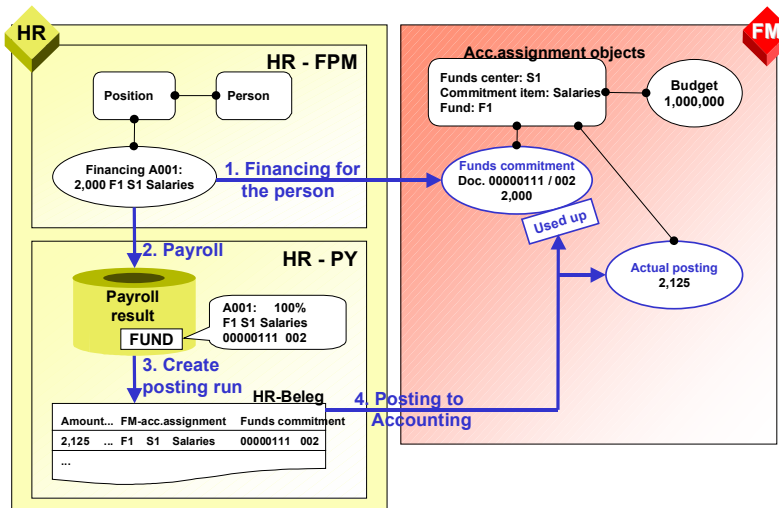 HR
HR - FPM
Position
Person
Financing A001:
2,000 F1 S1 Salaries
1. Financing for
the person
2. Payroll
HR - PY
Payroll
result
FUND
A001: 100%
F1 S1 Salaries
00000111 002
3. Create
posting run
HR-Beleg
Amount... FM-acc.assignment Funds commitment
2,125 ... F1 S1 Salaries 00000111 002
...
4. Posting to
Accounting
FM
Acc.assignment objects
Funds center: S1
Commitment item: Salaries
Fund: F1
Budget
1,000,000
Funds commitment
Doc. 00000111 / 002
2,000
Used up
Actual posting
2,125